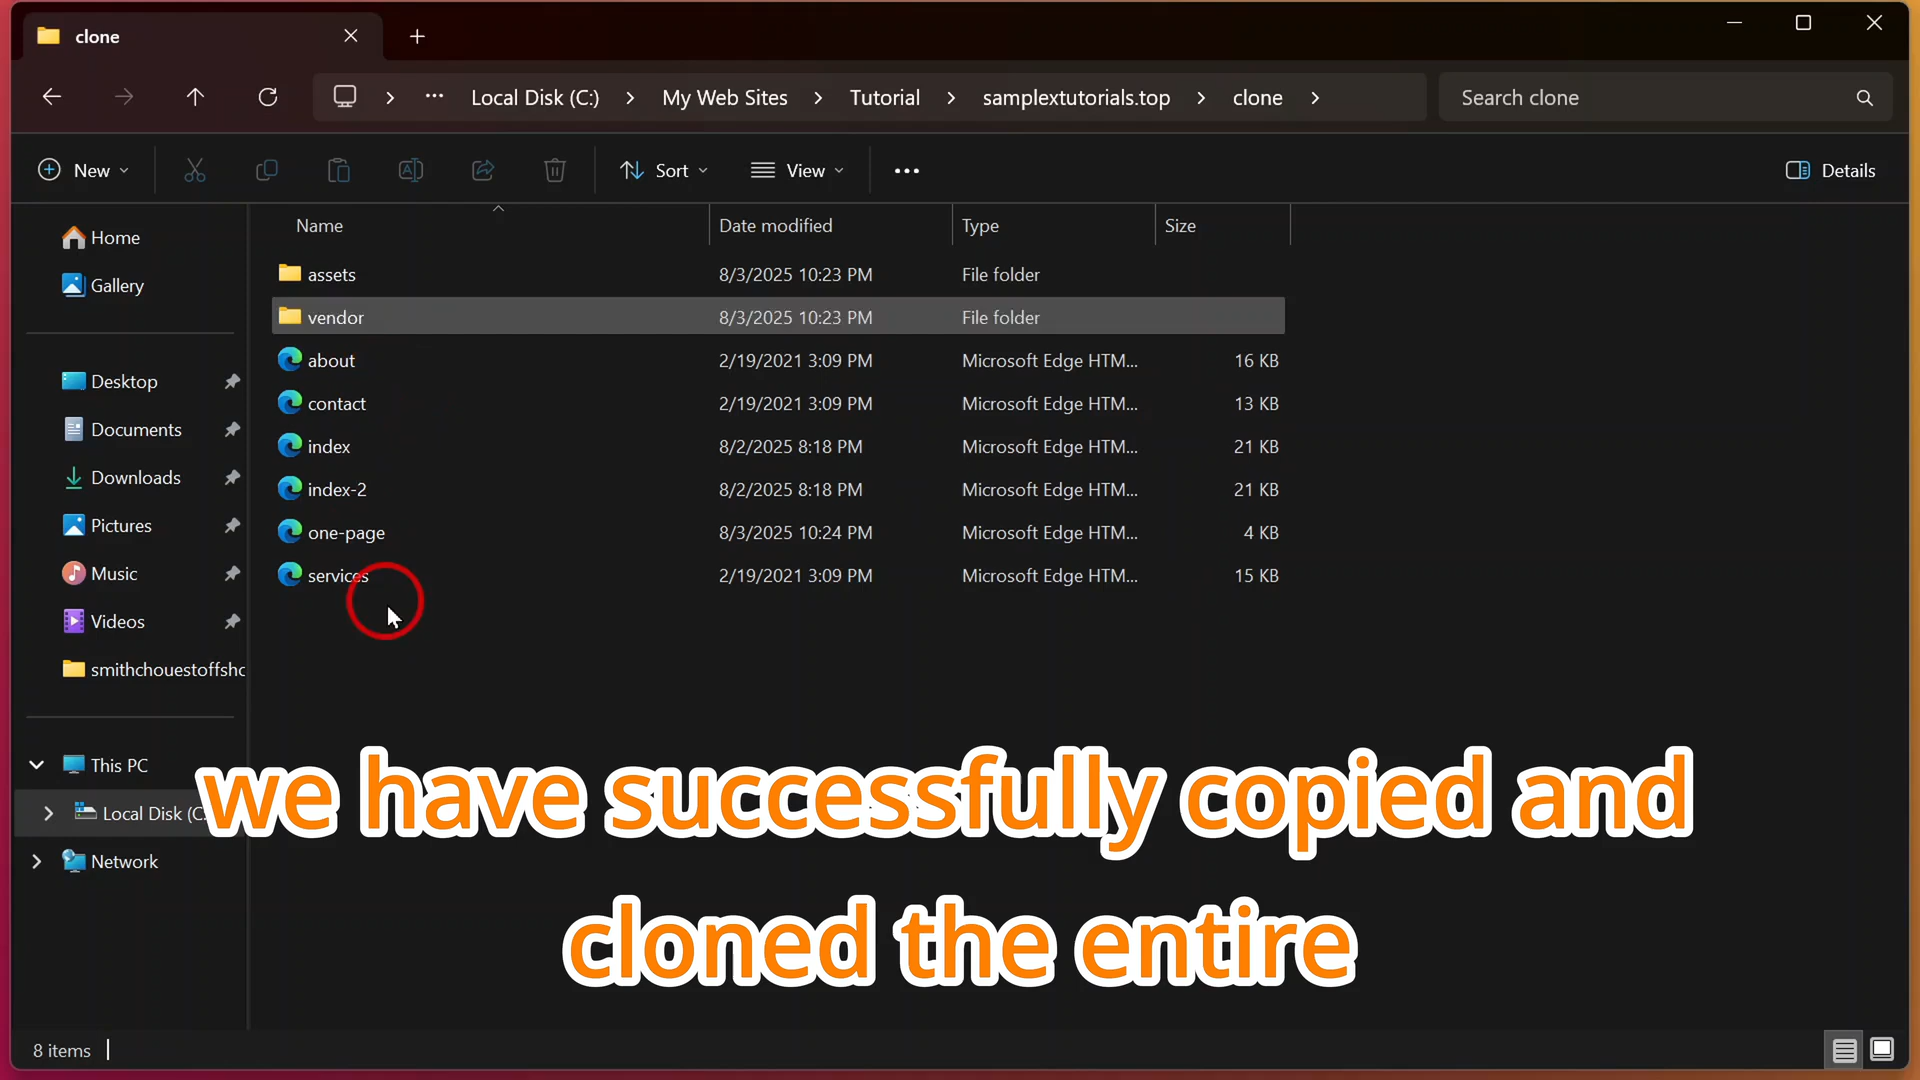 clone
Local Disk (C:) My Web Sites Tutorial samplextutorials.top clone
Search clone
New Sort View Details
Name Date modified Type Size
Home
Gallery
Desktop
Documents
Downloads
Pictures
Music
Videos
smithchouestoffshc
This PC
Local Disk (C:
Network
assets 8/3/2025 10:23 PM File folder
vendor 8/3/2025 10:23 PM File folder
about 2/19/2021 3:09 PM Microsoft Edge HTM... 16 KB
contact 2/19/2021 3:09 PM Microsoft Edge HTM... 13 KB
index 8/2/2025 8:18 PM Microsoft Edge HTM... 21 KB
index-2 8/2/2025 8:18 PM Microsoft Edge HTM... 21 KB
one-page 8/3/2025 10:24 PM Microsoft Edge HTM... 4 KB
services 2/19/2021 3:09 PM Microsoft Edge HTM... 15 KB
we have successfully copied and
cloned the entire
8 items